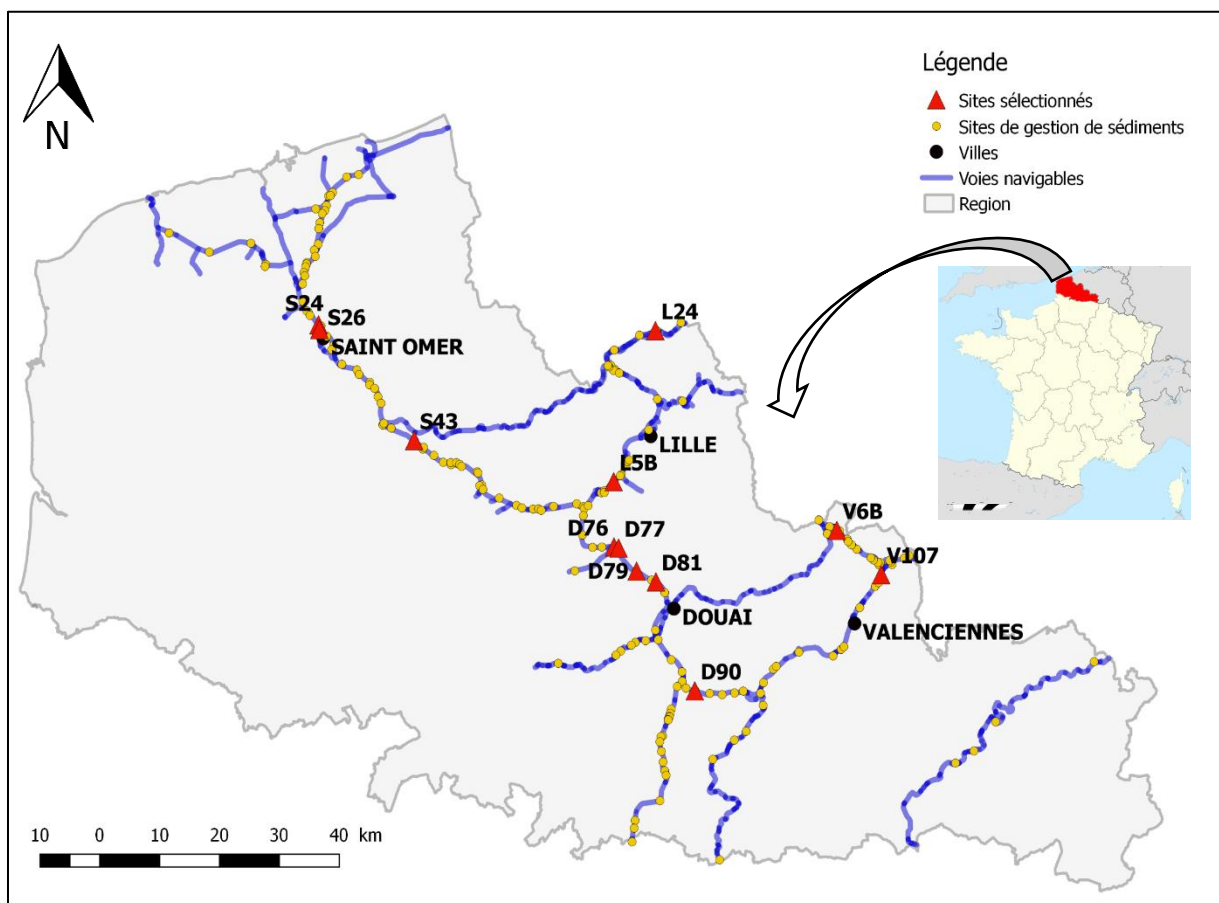 N
Légende
Sites sélectionnés
Sites de gestion de sédiments
Villes
Voies navigables
Region
S24
S26
SAINT OMER
L24
S43
LILLE
L5B
V6B
D76
D77
V107
D79
D81
DOUAI
VALENCIENNES
D90
10 0 10 20 30 40 km